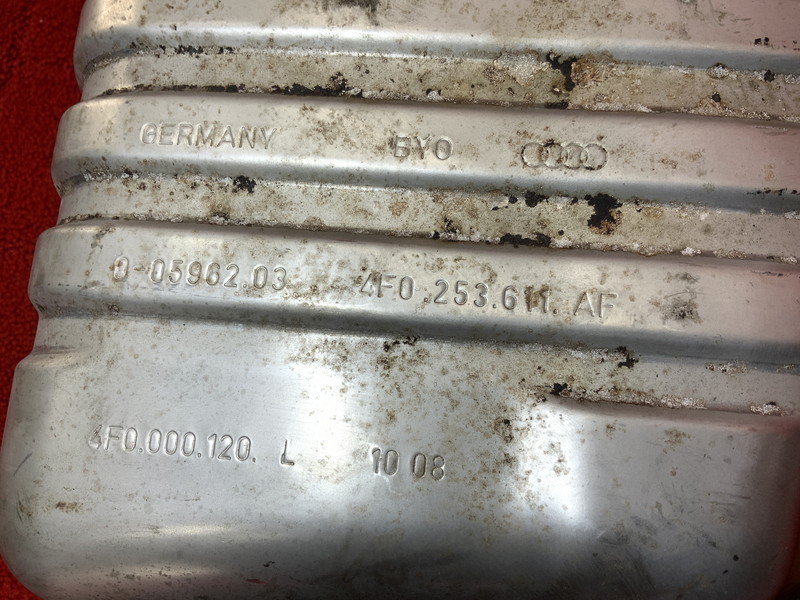 GERMANY BYO
0-05962.03 4F0.253.611. AF
4F0.000.120. L 10 08